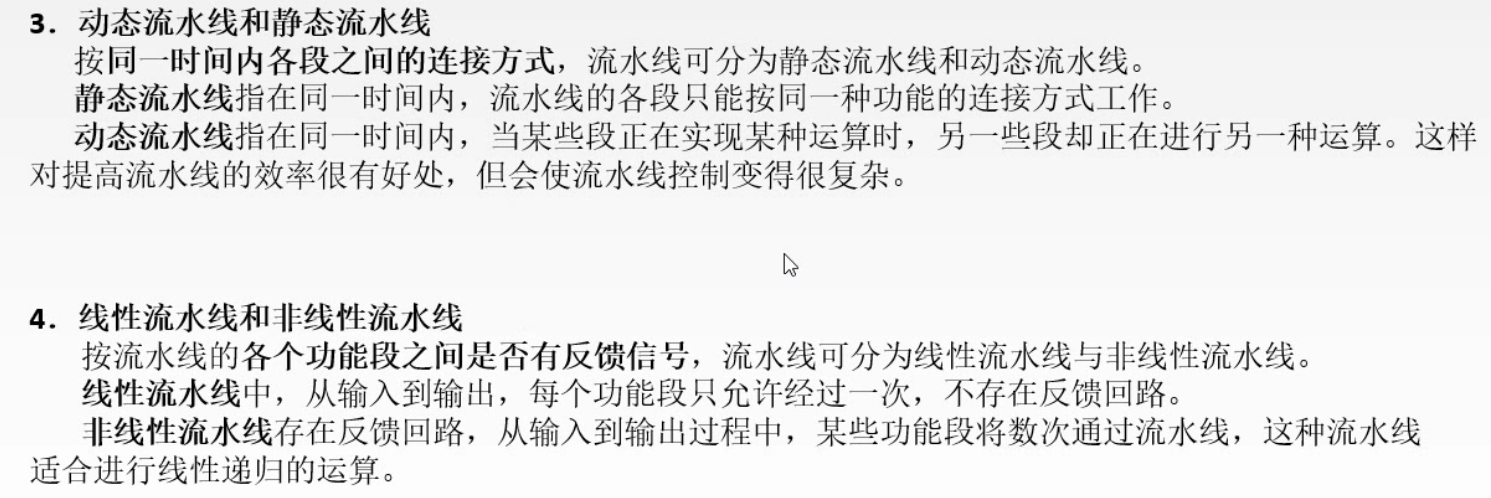 3. 动态流水线和静态流水线
按同一时间内各段之间的连接方式，流水线可分为静态流水线和动态流水线。
静态流水线指在同一时间内，流水线的各段只能按同一种功能的连接方式工作。
动态流水线指在同一时间内，当某些段正在实现某种运算时，另一些段却正在进行另一种运算。这样
对提高流水线的效率很有好处，但会使流水线控制变得很复杂。
4. 线性流水线和非线性流水线
按流水线的各个功能段之间是否有反馈信号，流水线可分为线性流水线与非线性流水线。
线性流水线中，从输入到输出，每个功能段只允许经过一次，不存在反馈回路。
非线性流水线存在反馈回路，从输入到输出过程中，某些功能段将数次通过流水线，这种流水线
适合进行线性递归的运算。